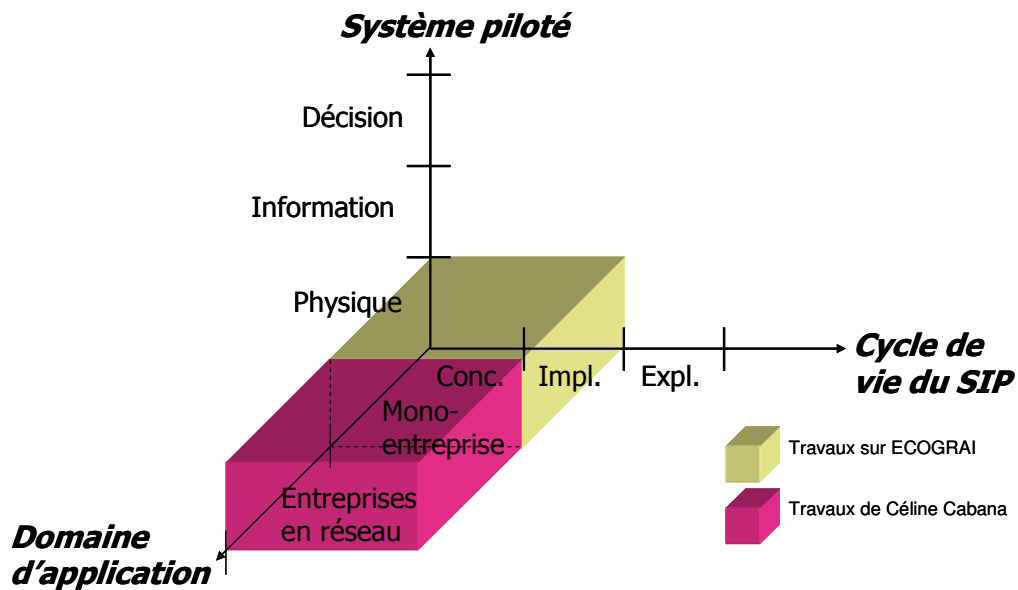 Système piloté
Décision
Information
Physique
Conc.
Impl.
Expl.
Cycle de
vie du SIP
Mono-
entreprise
Entreprises
en réseau
Domaine
d’application
Travaux sur ECOGRAI
Travaux de Céline Cabana